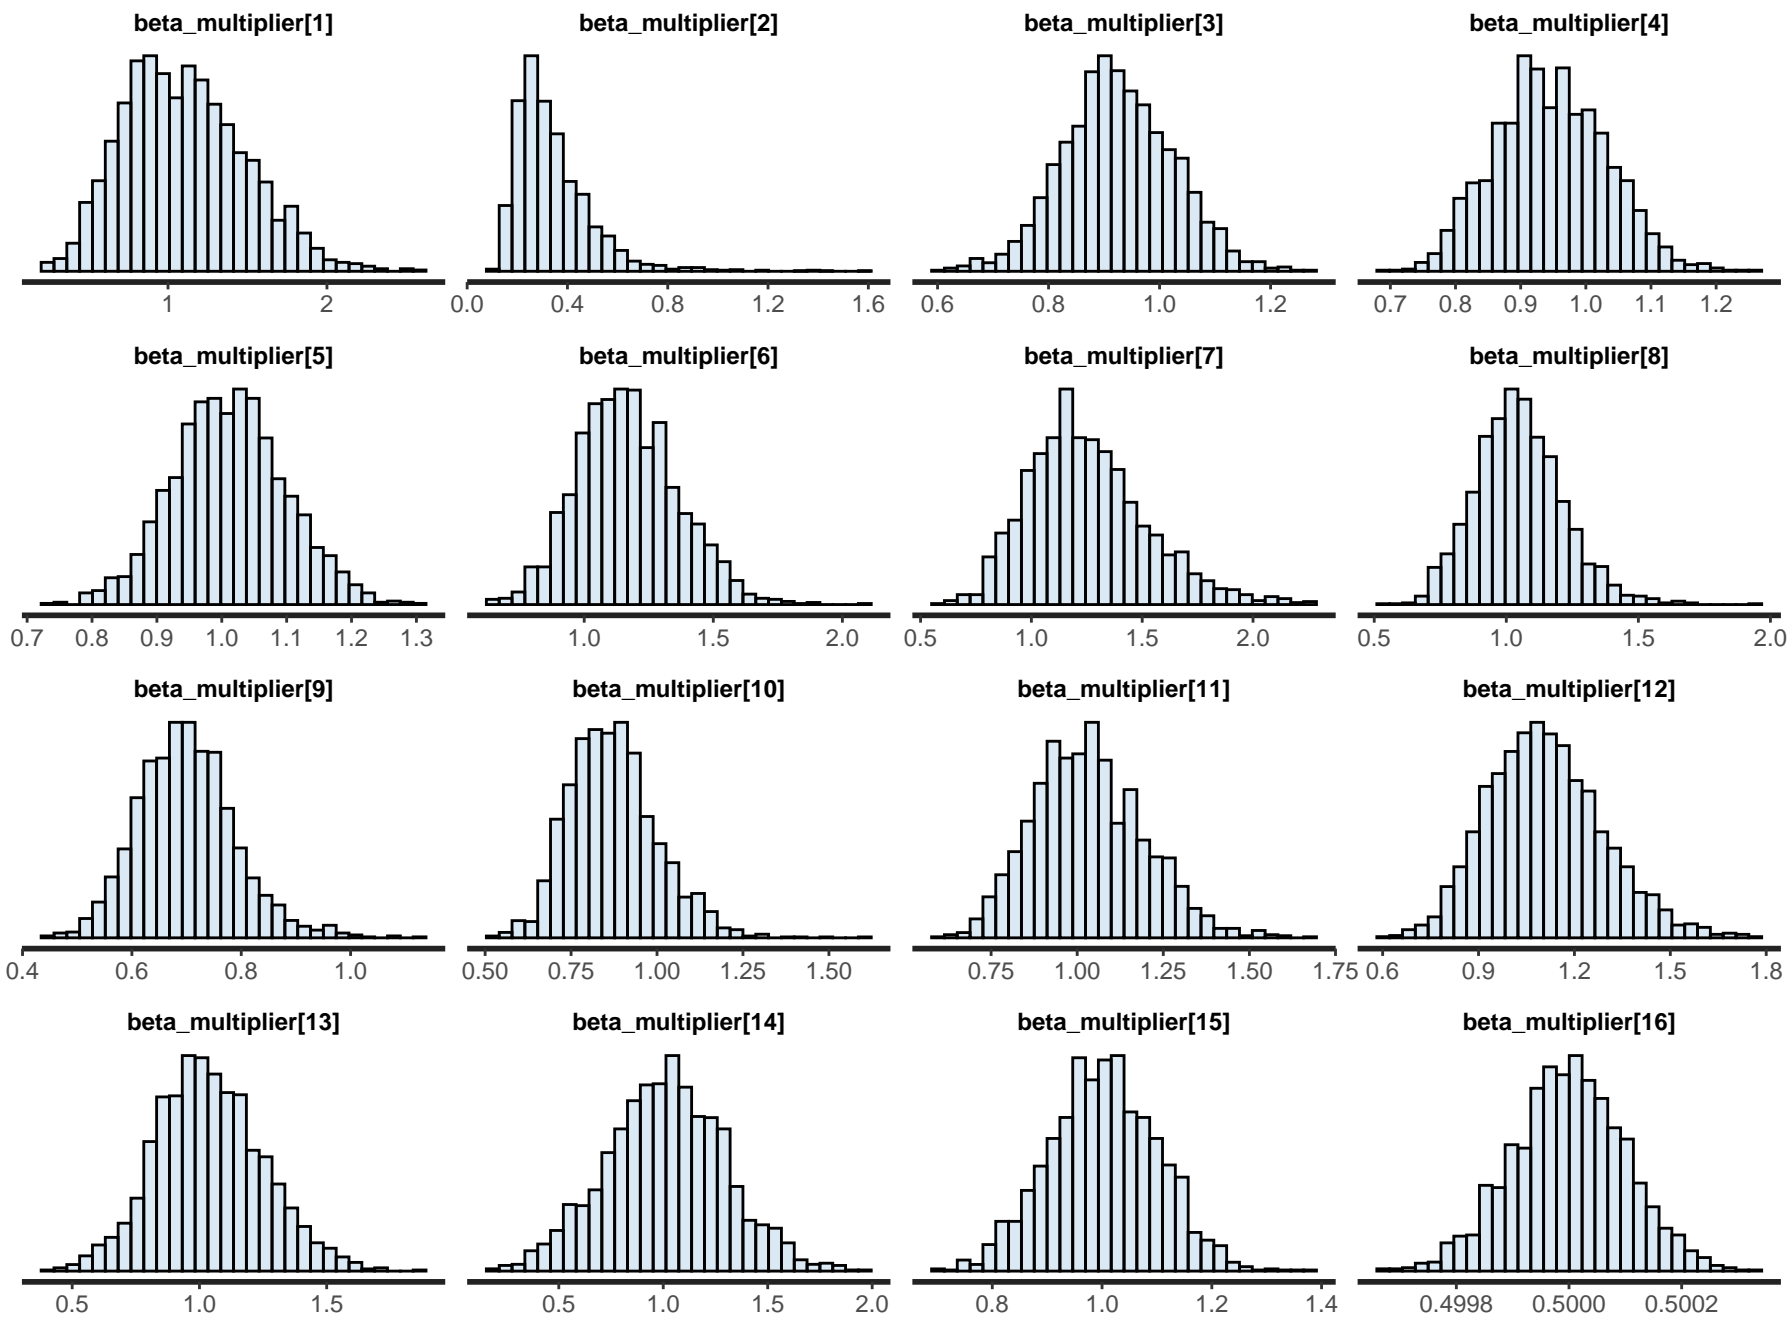 beta_multiplier[1] beta_multiplier[2] beta_multiplier[3] beta_multiplier[4]
1 2 0.0 0.4 0.8 1.2 1.6 0.6 0.8 1.0 1.2 0.7 0.8 0.9 1.0 1.1 1.2
beta_multiplier[5] beta_multiplier[6] beta_multiplier[7] beta_multiplier[8]
0.7 0.8 0.9 1.0 1.1 1.2 1.3 1.0 1.5 2.0 0.5 1.0 1.5 2.0 0.5 1.0 1.5 2.0
beta_multiplier[9] beta_multiplier[10] beta_multiplier[11] beta_multiplier[12]
0.4 0.6 0.8 1.0 0.50 0.75 1.00 1.25 1.50 0.75 1.00 1.25 1.50 1.75 0.6 0.9 1.2 1.5 1.8
beta_multiplier[13] beta_multiplier[14] beta_multiplier[15] beta_multiplier[16]
0.5 1.0 1.5 0.5 1.0 1.5 2.0 0.8 1.0 1.2 1.4 0.4998 0.5000 0.5002